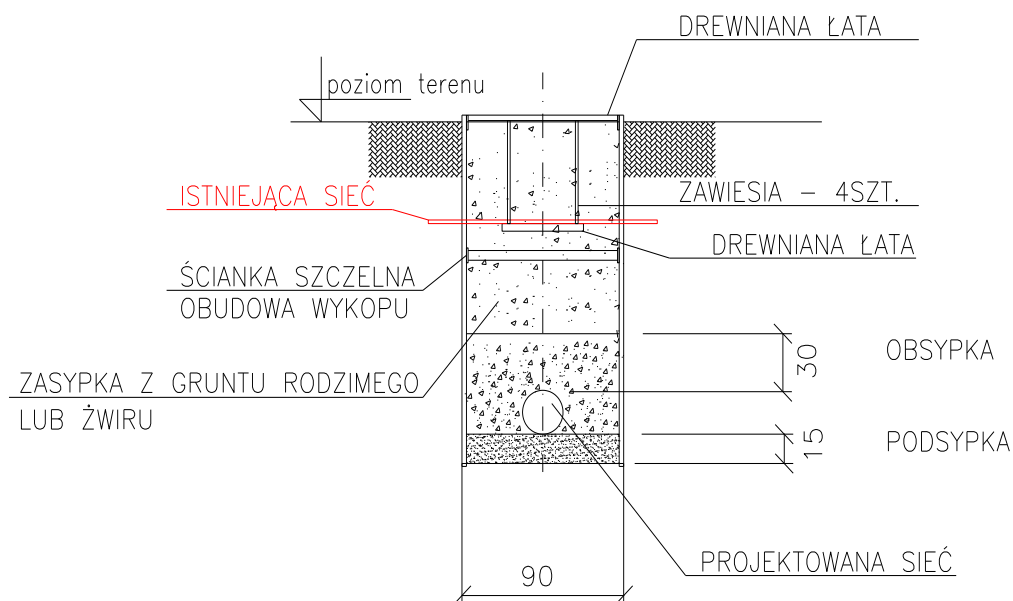 DREWNIANA ŁATA
poziom terenu
ISTNIEJĄCA SIEĆ
ZAWIESIA - 4SZT.
DREWNIANA ŁATA
ŚCIANKA SZCZELNA
OBUDOWA WYKOPU
30
OBSYPKA
ZASYPKA Z GRUNTU RODZIMEGO
LUB ŻWIRU
15
PODSYPKA
PROJEKTOWANA SIEĆ
90